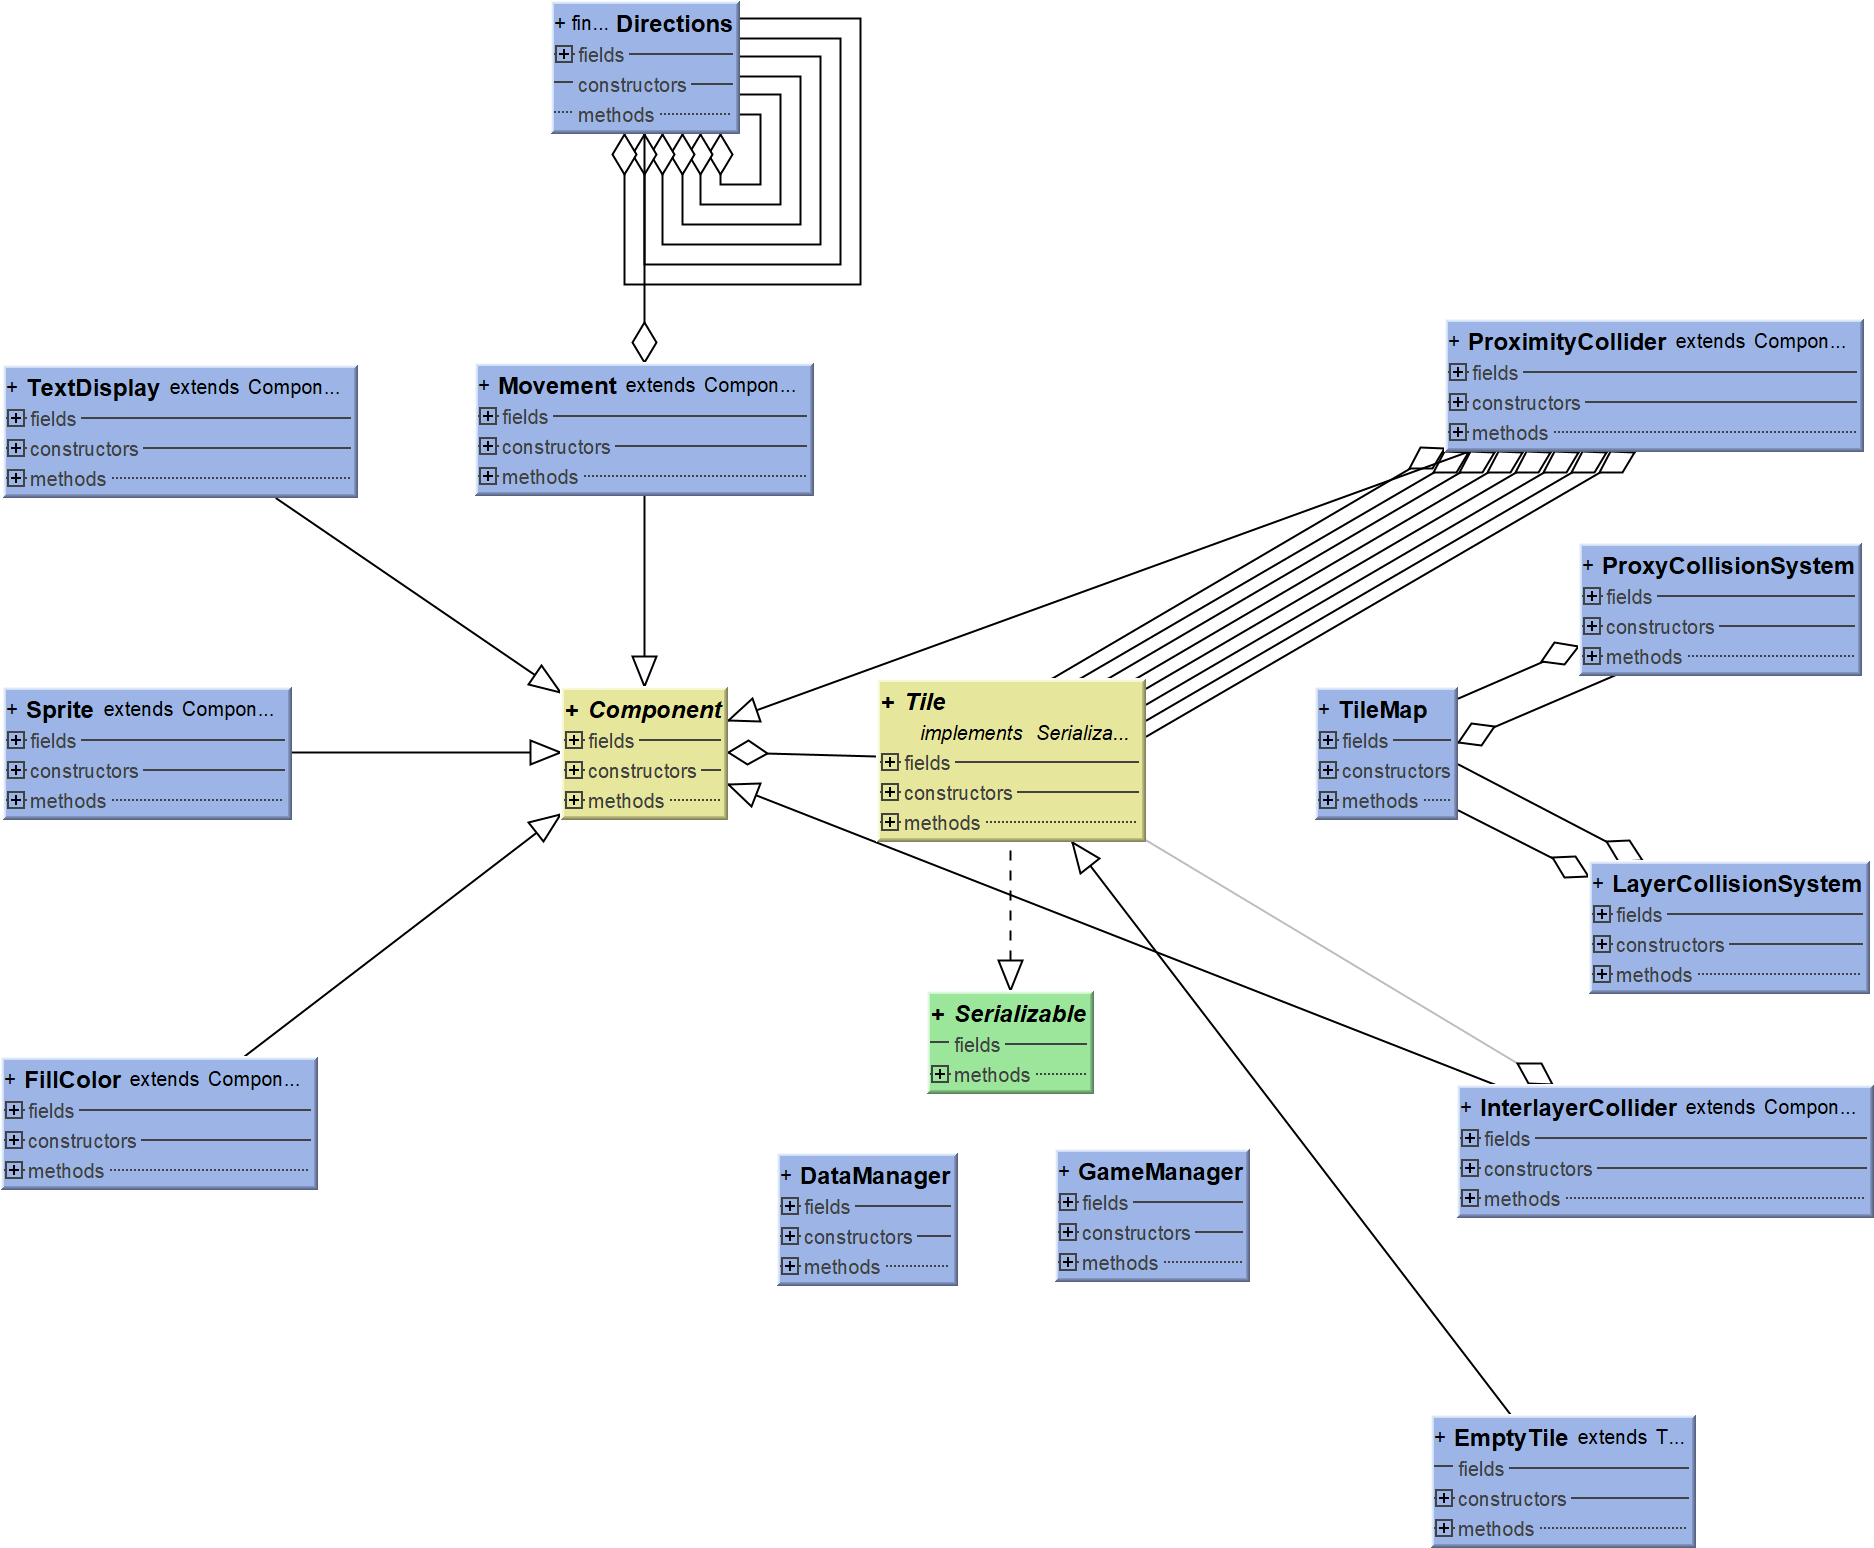 + fin... Directions
+ fields
constructors
methods
+ TextDisplay extends Compon...
+ fields
+ constructors
+ methods
+ Movement extends Compon...
+ fields
+ constructors
+ methods
+ ProximityCollider extends Compon...
+ fields
+ constructors
+ methods
+ ProxyCollisionSystem
+ fields
+ constructors
+ methods
+ Sprite extends Compon...
+ fields
+ constructors
+ methods
+ Component
+ fields
+ constructors
+ methods
+ Tile
implements Serializa...
+ fields
+ constructors
+ methods
+ TileMap
+ fields
+ constructors
+ methods
+ LayerCollisionSystem
+ fields
+ constructors
+ methods
+ Serializable
fields
+ methods
+ FillColor extends Compon...
+ fields
+ constructors
+ methods
+ DataManager
+ fields
+ constructors
+ methods
+ GameManager
+ fields
+ constructors
+ methods
+ InterlayerCollider extends Compon...
+ fields
+ constructors
+ methods
+ EmptyTile extends T...
fields
+ constructors
+ methods